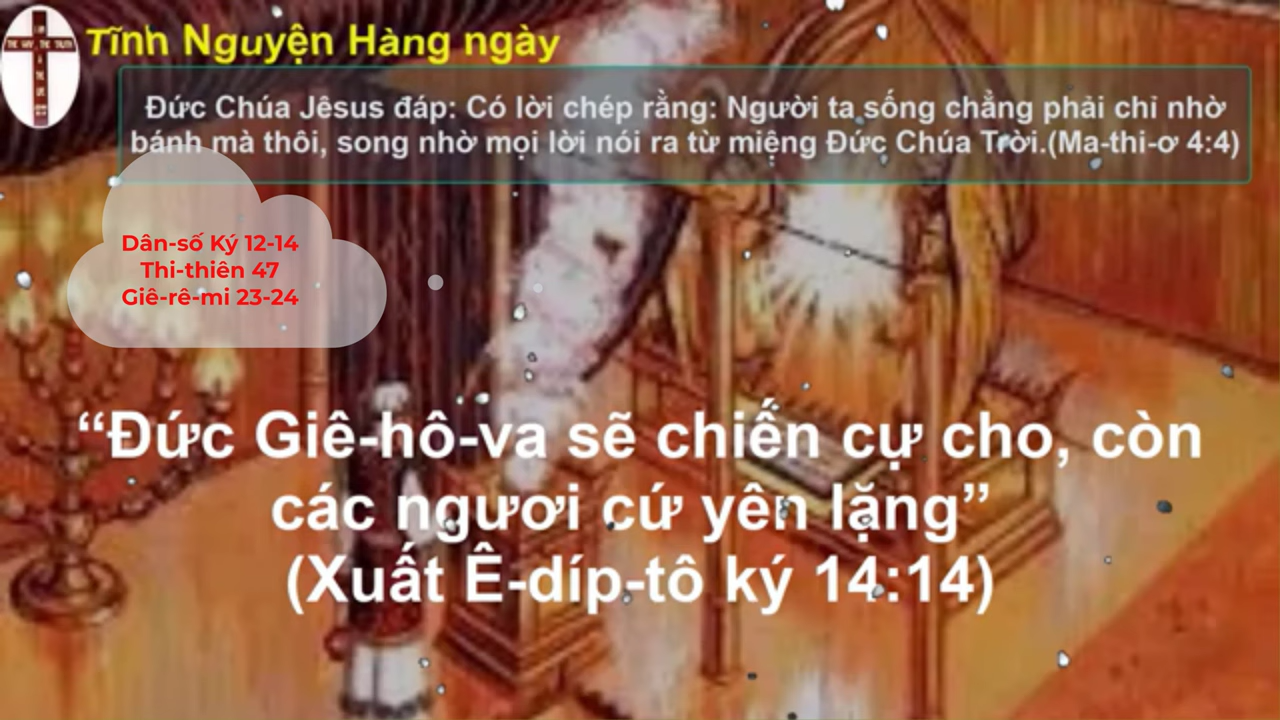 Tĩnh Nguyện Hàng ngày
Đức Chúa Jêsus đáp: Có lời chép rằng: Người ta sống chẳng phải chỉ nhờ
bánh mà thôi, song nhờ mọi lời nói ra từ miệng Đức Chúa Trời.(Ma-thi-ơ 4:4)
Dân-số Ký 12-14
Thi-thiên 47
Giê-rê-mi 23-24
“Đức Giê-hô-va sẽ chiến cự cho, còn
các ngươi cứ yên lặng”
(Xuất Ê-díp-tô ký 14:14)